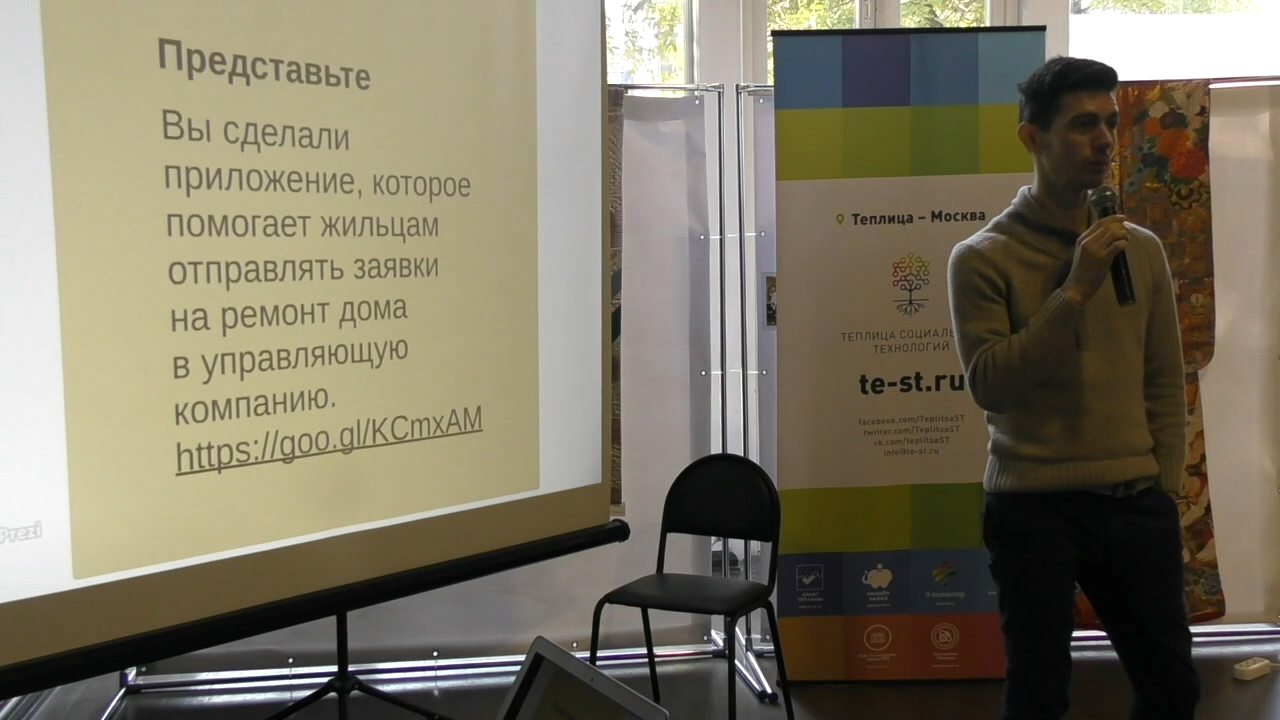 Представьте
Вы сделали
приложение, которое
помогает жильцам
отправлять заявки
на ремонт дома
в управляющую
компанию.
https://goo.gl/KCmxAM
Prezi
Теплица – Москва
ТЕПЛИЦА СОЦИАЛЬ
ТЕХНОЛОГИЙ
te-st.ru
facebook.com/TeplitsaST
twitter.com/TeplitsaST
vk.com/teplitsaST
info@te-st.ru